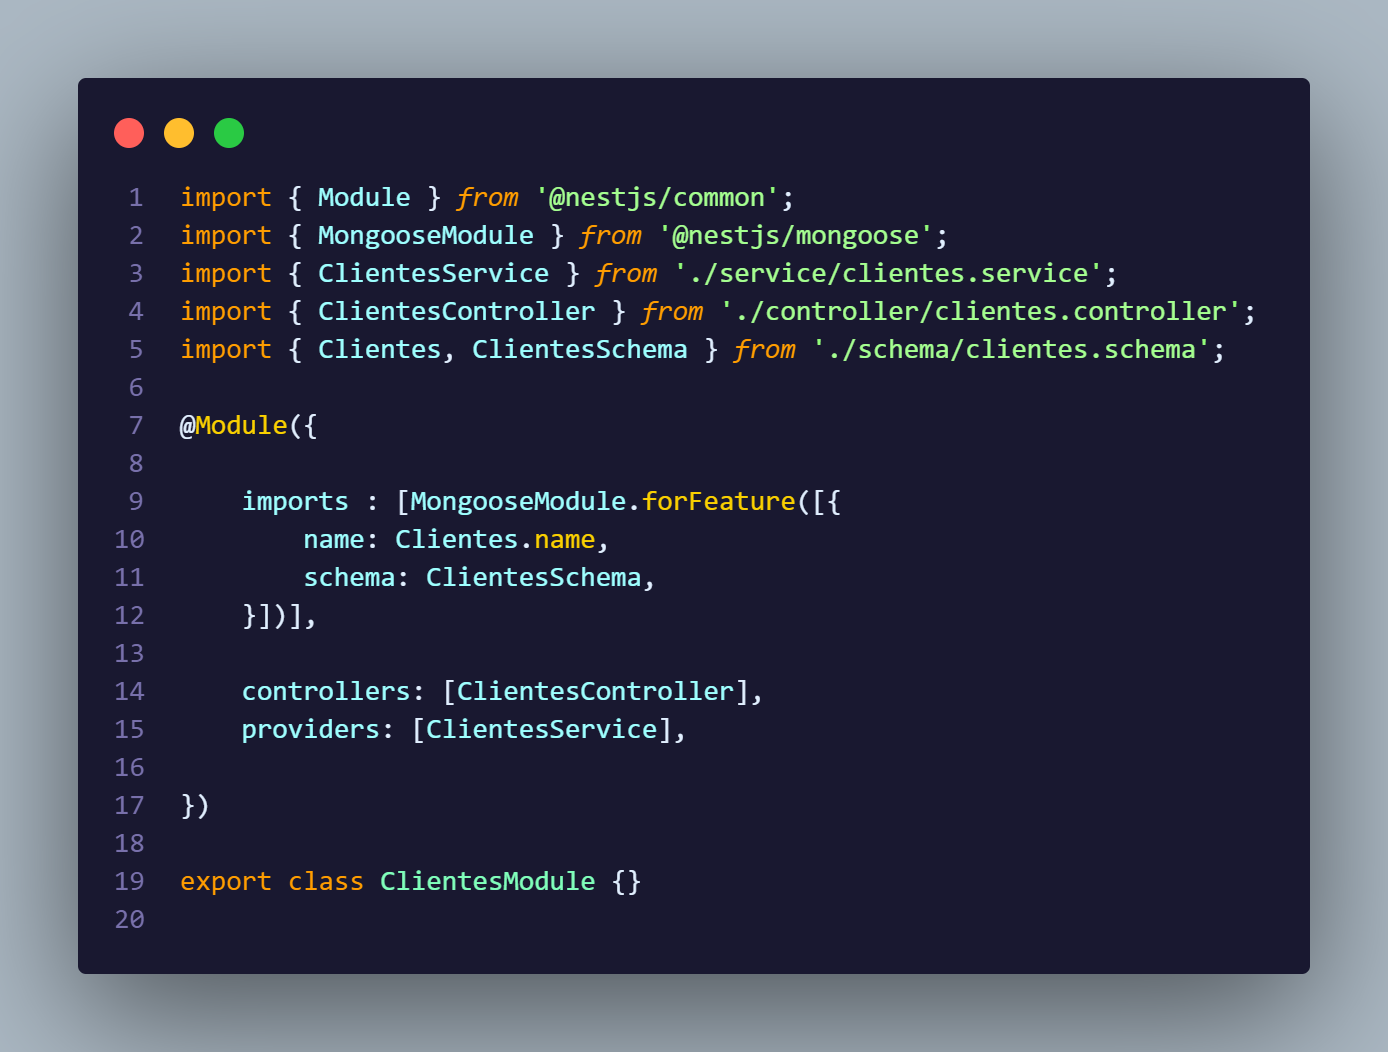 1 import { Module } from '@nestjs/common';
2 import { MongooseModule } from '@nestjs/mongoose';
3 import { ClientesService } from './service/clientes.service';
4 import { ClientesController } from './controller/clientes.controller';
5 import { Clientes, ClientesSchema } from './schema/clientes.schema';
6
7 @Module({
8
9     imports : [MongooseModule.forFeature([{
10         name: Clientes.name,
11         schema: ClientesSchema,
12     }])],
13
14     controllers: [ClientesController],
15     providers: [ClientesService],
16
17 })
18
19 export class ClientesModule {}
20